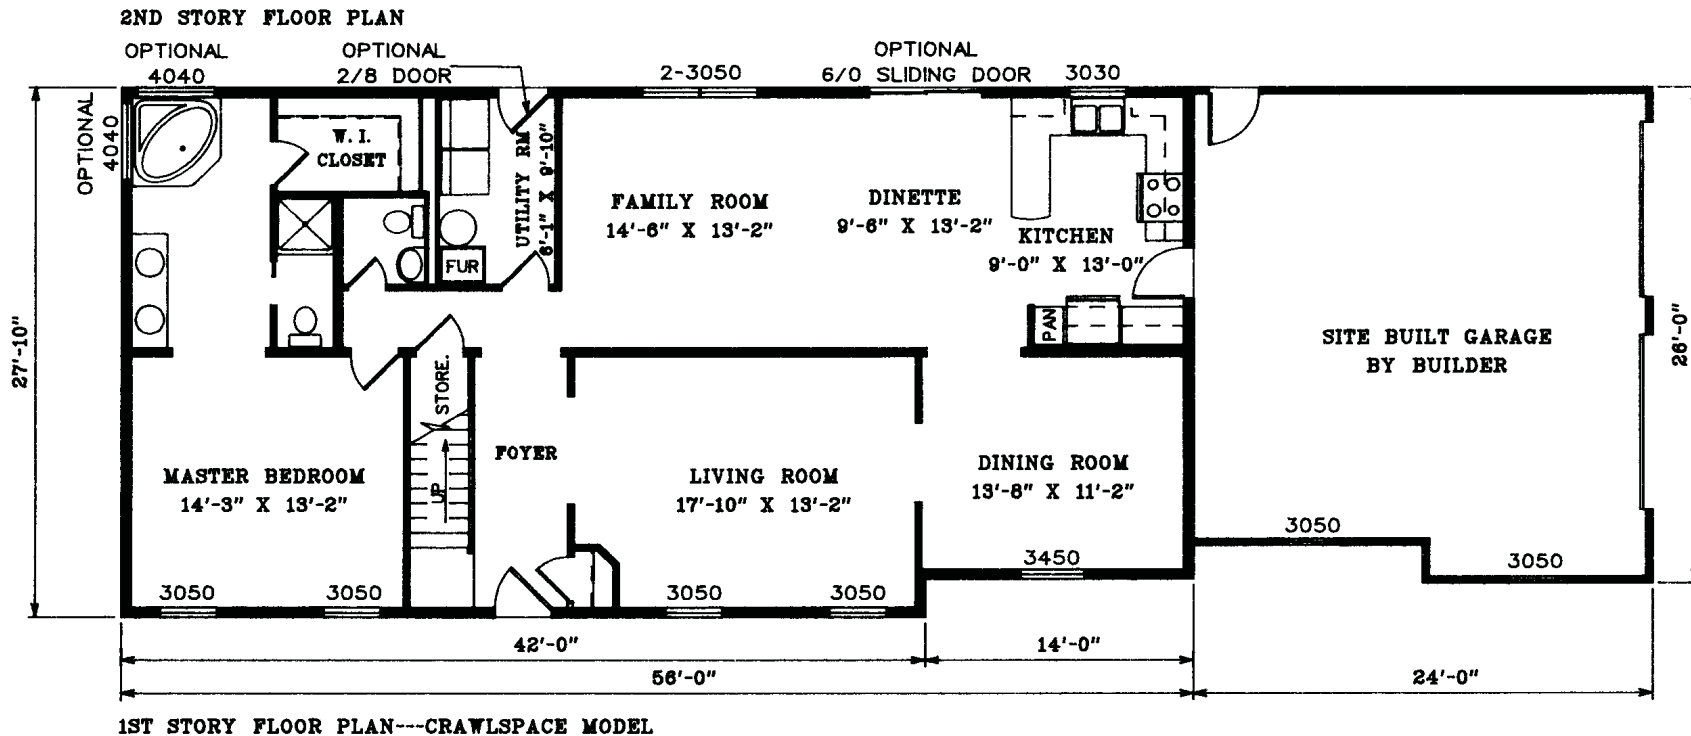 2ND STORY FLOOR PLAN
OPTIONAL
4040
OPTIONAL
2/8 DOOR
2-3050
OPTIONAL
6/0 SLIDING DOOR
3030
OPTIONAL
4040
W. I.
CLOSET
UTILITY RM
6'-1" X 9'-10"
FUR
FAMILY ROOM
14'-6" X 13'-2"
DINETTE
9'-6" X 13'-2"
KITCHEN
9'-0" X 13'-0"
PAN
SITE BUILT GARAGE
BY BUILDER
27'-10"
26'-0"
STORE.
UP
FOYER
MASTER BEDROOM
14'-3" X 13'-2"
LIVING ROOM
17'-10" X 13'-2"
DINING ROOM
13'-8" X 11'-2"
3050
3050
3050
3050
3450
3050
3050
42'-0"
14'-0"
56'-0"
24'-0"
1ST STORY FLOOR PLAN---CRAWLSPACE MODEL